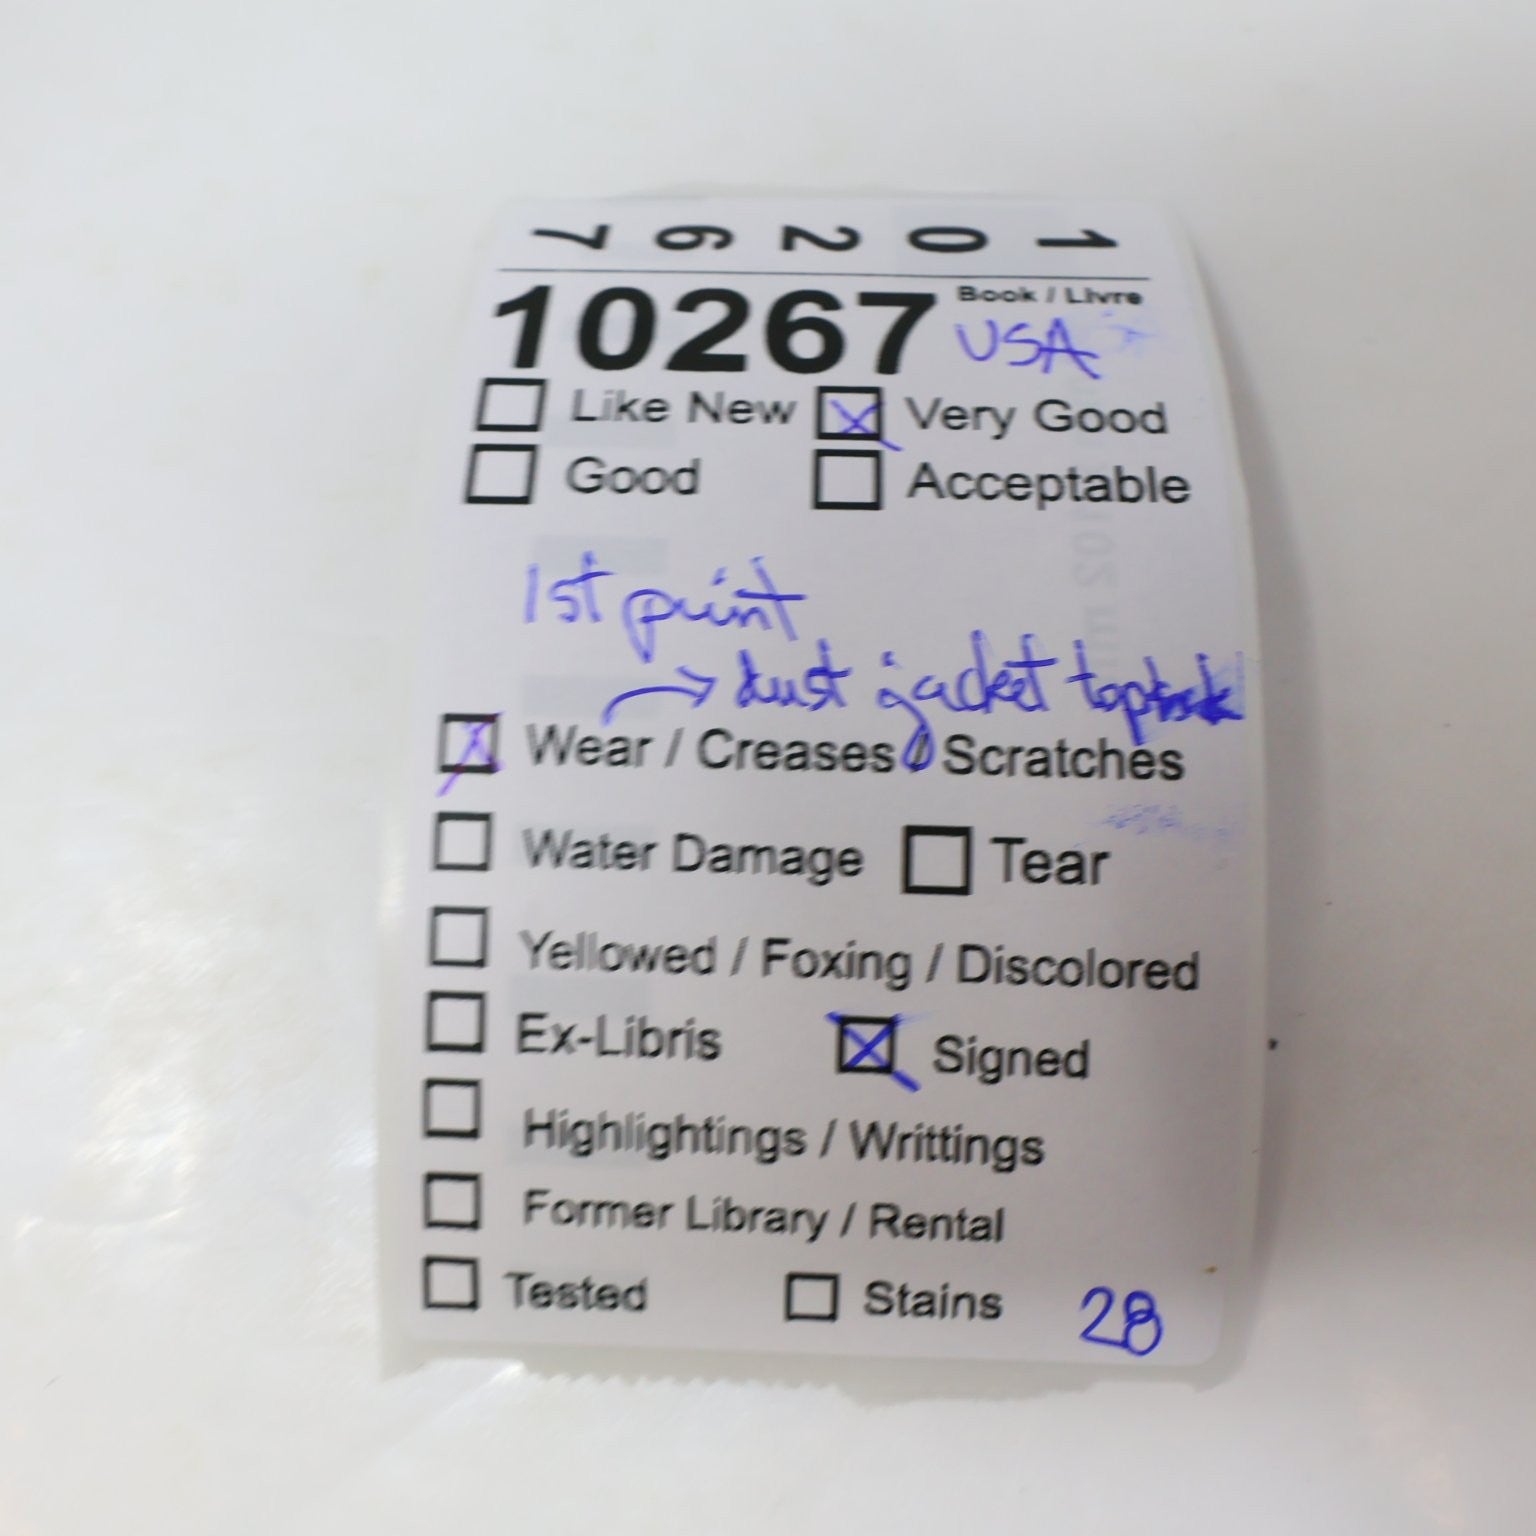 10267
10267 Book / Livre
USA
Like New Very Good
Good Acceptable
1st print
→ dust jacket top
Wear / Creases / Scratches
Water Damage Tear
Yellowed / Foxing / Discolored
Ex-Libris Signed
Highlightings / Writtings
Former Library / Rental
Tested Stains 28